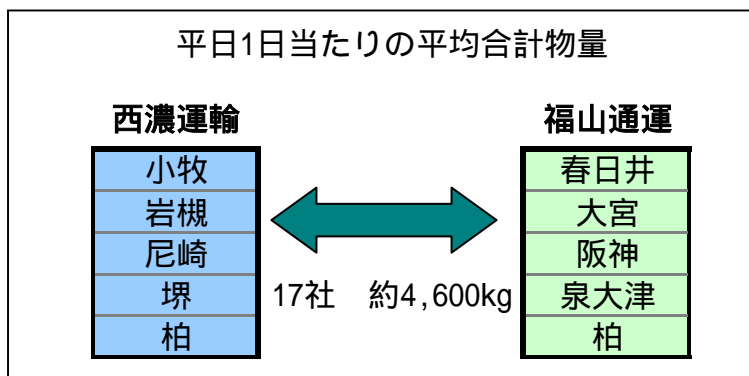 平日1日当たりの平均合計物量
西濃運輸 福山通運
小牧 春日井
岩槻 大宮
尼崎 阪神
堺 17社 約4,600kg 泉大津
柏 柏